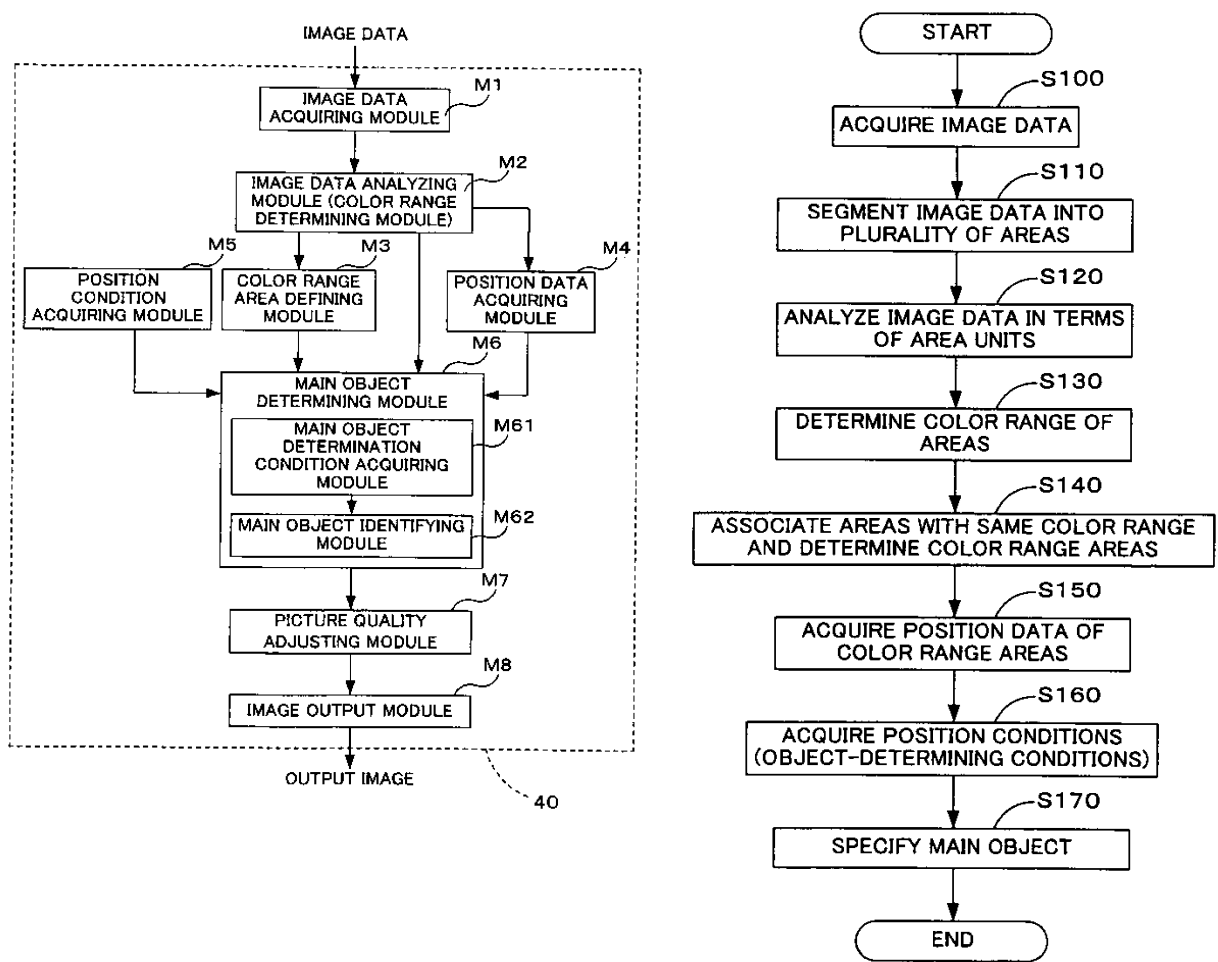 IMAGE DATA
M1
IMAGE DATA
ACQUIRING MODULE
M2
IMAGE DATA ANALYZING
MODULE (COLOR RANGE
DETERMINING MODULE)
M5
POSITION
CONDITION
ACQUIRING MODULE
M3
COLOR RANGE
AREA DEFINING
MODULE
M4
POSITION DATA
ACQUIRING
MODULE
M6
MAIN OBJECT
DETERMINING MODULE
M61
MAIN OBJECT
DETERMINATION
CONDITION ACQUIRING
MODULE
M62
MAIN OBJECT IDENTIFYING
MODULE
M7
PICTURE QUALITY
ADJUSTING MODULE
M8
IMAGE OUTPUT MODULE
OUTPUT IMAGE
40
START
S100
ACQUIRE IMAGE DATA
S110
SEGMENT IMAGE DATA INTO
PLURALITY OF AREAS
S120
ANALYZE IMAGE DATA IN TERMS
OF AREA UNITS
S130
DETERMINE COLOR RANGE OF
AREAS
S140
ASSOCIATE AREAS WITH SAME COLOR RANGE
AND DETERMINE COLOR RANGE AREAS
S150
ACQUIRE POSITION DATA OF
COLOR RANGE AREAS
S160
ACQUIRE POSITION CONDITIONS
(OBJECT-DETERMINING CONDITIONS)
S170
SPECIFY MAIN OBJECT
END